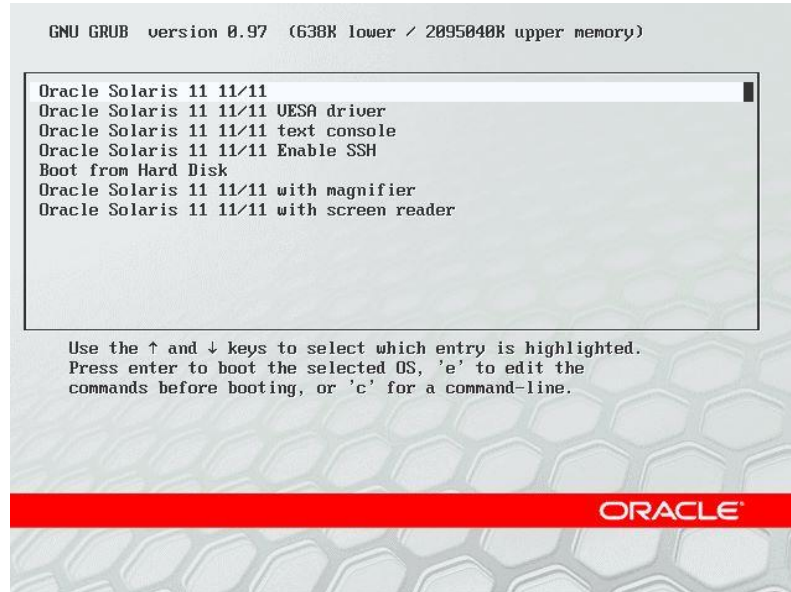 GNU GRUB version 0.97 (638K lower / 2095040K upper memory)
Oracle Solaris 11 11/11
Oracle Solaris 11 11/11 VESA driver
Oracle Solaris 11 11/11 text console
Oracle Solaris 11 11/11 Enable SSH
Boot from Hard Disk
Oracle Solaris 11 11/11 with magnifier
Oracle Solaris 11 11/11 with screen reader
Use the ↑ and ↓ keys to select which entry is highlighted.
Press enter to boot the selected OS, 'e' to edit the
commands before booting, or 'c' for a command-line.
ORACLE